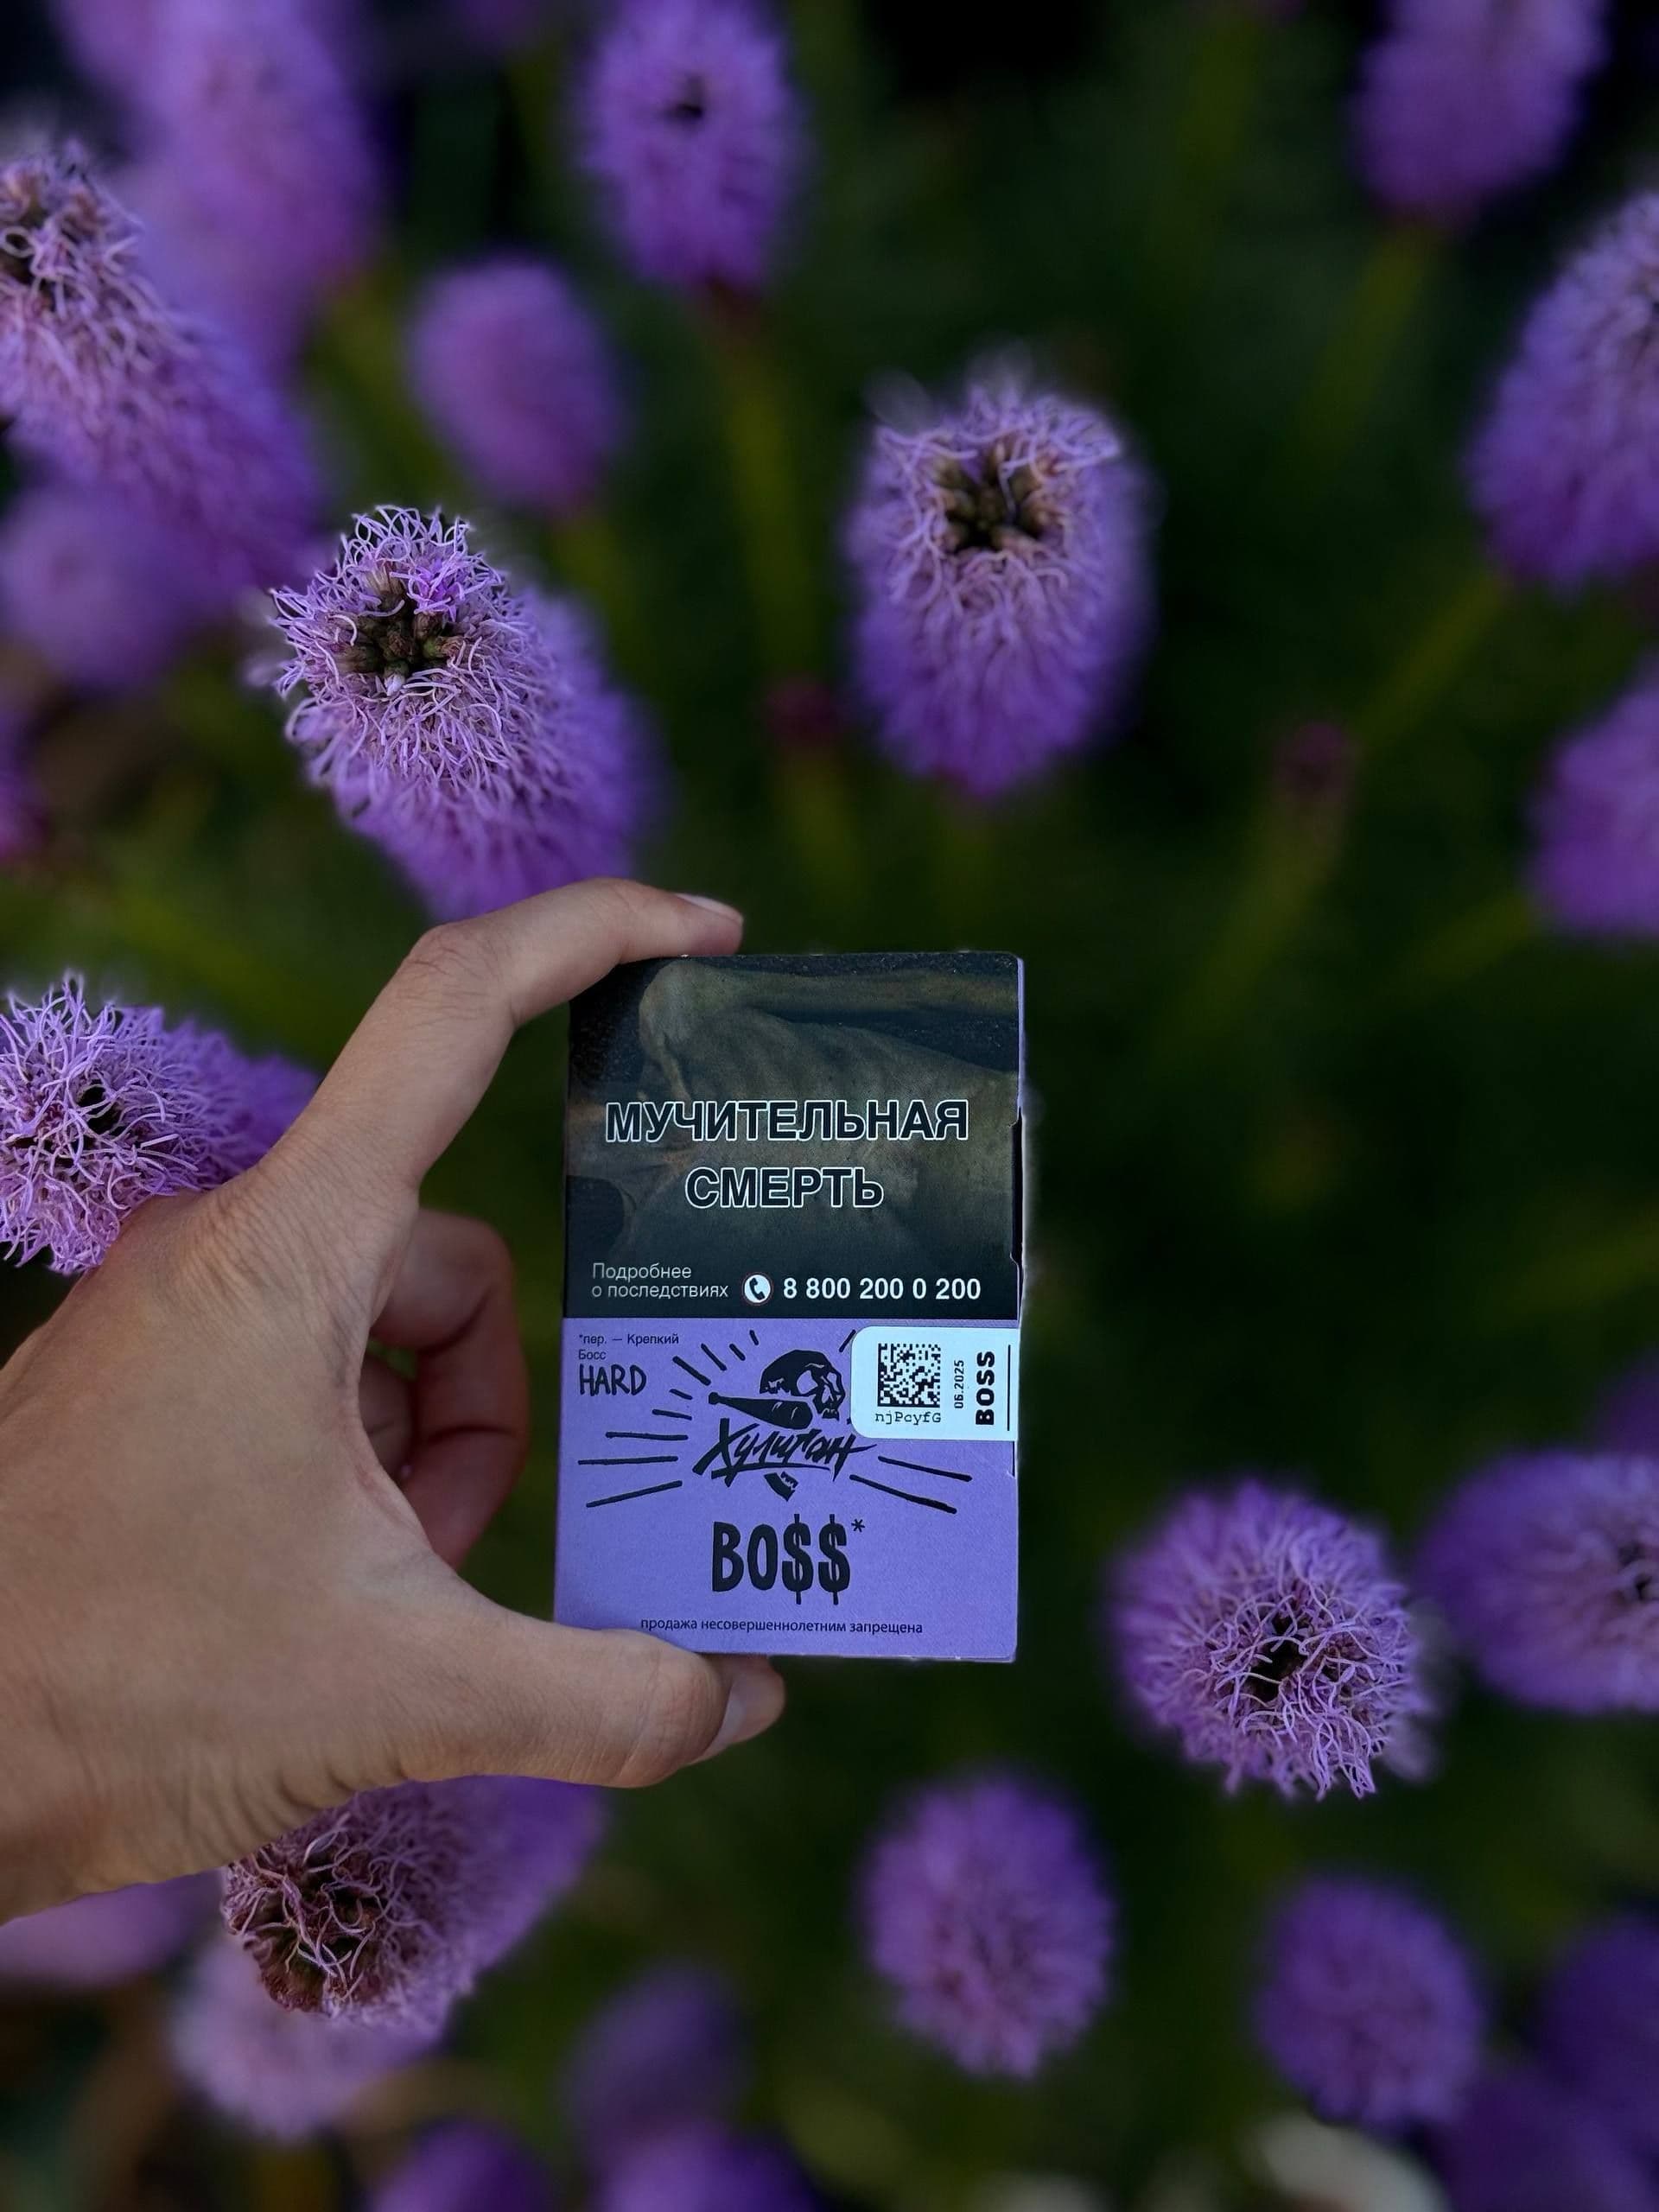 МУЧИТЕЛЬНАЯ
СМЕРТЬ
Подробнее
о последствиях 8 800 200 0 200
*пер. — Крепкий
Босс
HARD
njPcyfG
06.2025
BOSS
Хулиган
BO$$*
продажа несовершеннолетним запрещена